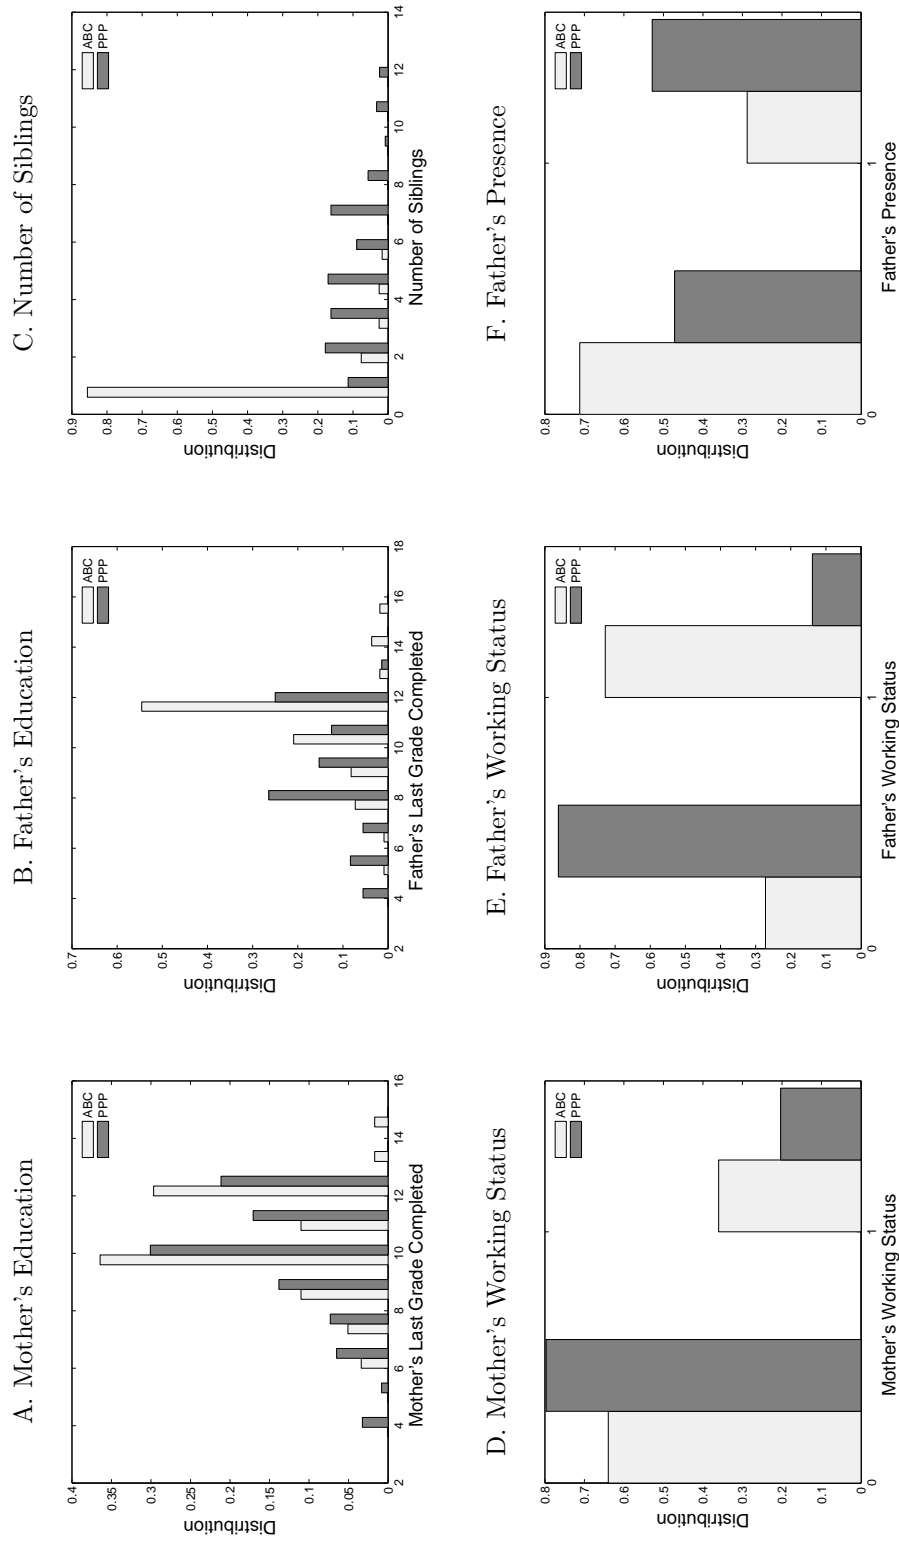 A. Mother's Education
0.4
0.35
0.3
0.25
0.2
0.15
0.1
0.05
2
4
6
8
10
12
14
16
Distribution
Mother's Last Grade Completed
ABC
PPP
B. Father's Education
0.7
0.6
0.5
0.4
0.3
0.2
0.1
0
2
4
6
8
10
12
14
16
18
Distribution
Father's Last Grade Completed
ABC
PPP
C. Number of Siblings
0.9
0.8
0.7
0.6
0.5
0.4
0.3
0.2
0.1
0
0
2
4
6
8
10
12
14
Distribution
Number of Siblings
ABC
PPP
D. Mother's Working Status
0.8
0.7
0.6
0.5
0.4
0.3
0.2
0.1
0
0
1
Distribution
Mother's Working Status
ABC
PPP
E. Father's Working Status
0.9
0.8
0.7
0.6
0.5
0.4
0.3
0.2
0.1
0
0
1
Distribution
Father's Working Status
ABC
PPP
F. Father's Presence
0.8
0.7
0.6
0.5
0.4
0.3
0.2
0.1
0
0
1
Distribution
Father's Presence
ABC
PPP